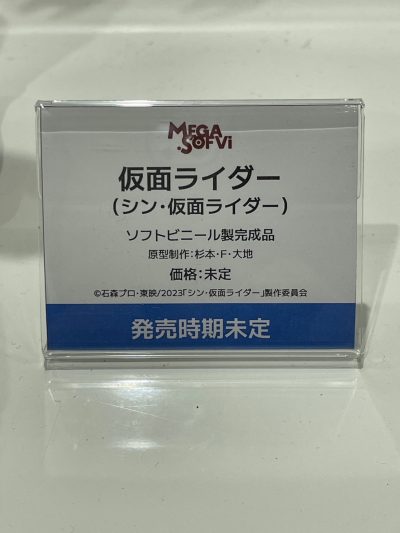 MEGA
SOFVi
仮面ライダー
(シン・仮面ライダー)
ソフトビニール製完成品
原型制作:杉本・F・大地
価格:未定
©石森プロ・東映/2023「シン・仮面ライダー」製作委員会
発売時期未定